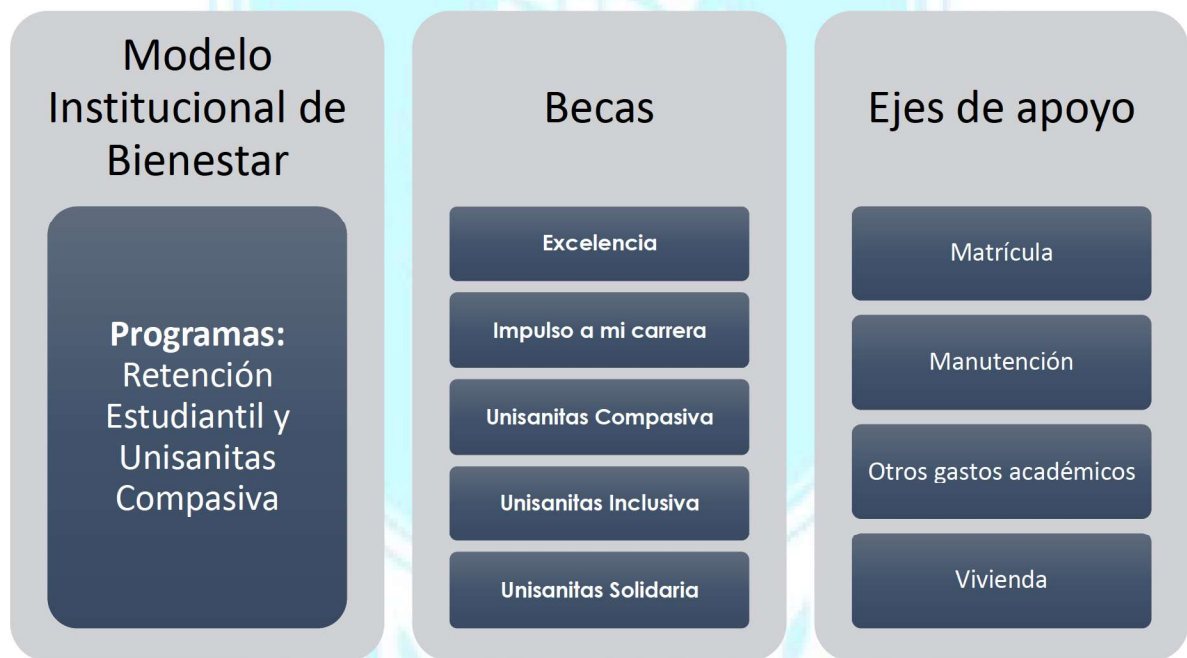 Modelo
Institucional de
Bienestar
Programas:
Retención
Estudiantil y
Unisanitas
Compasiva
Becas
Excelencia
Impulso a mi carrera
Unisanitas Compasiva
Unisanitas Inclusiva
Unisanitas Solidaria
Ejes de apoyo
Matrícula
Manutención
Otros gastos académicos
Vivienda